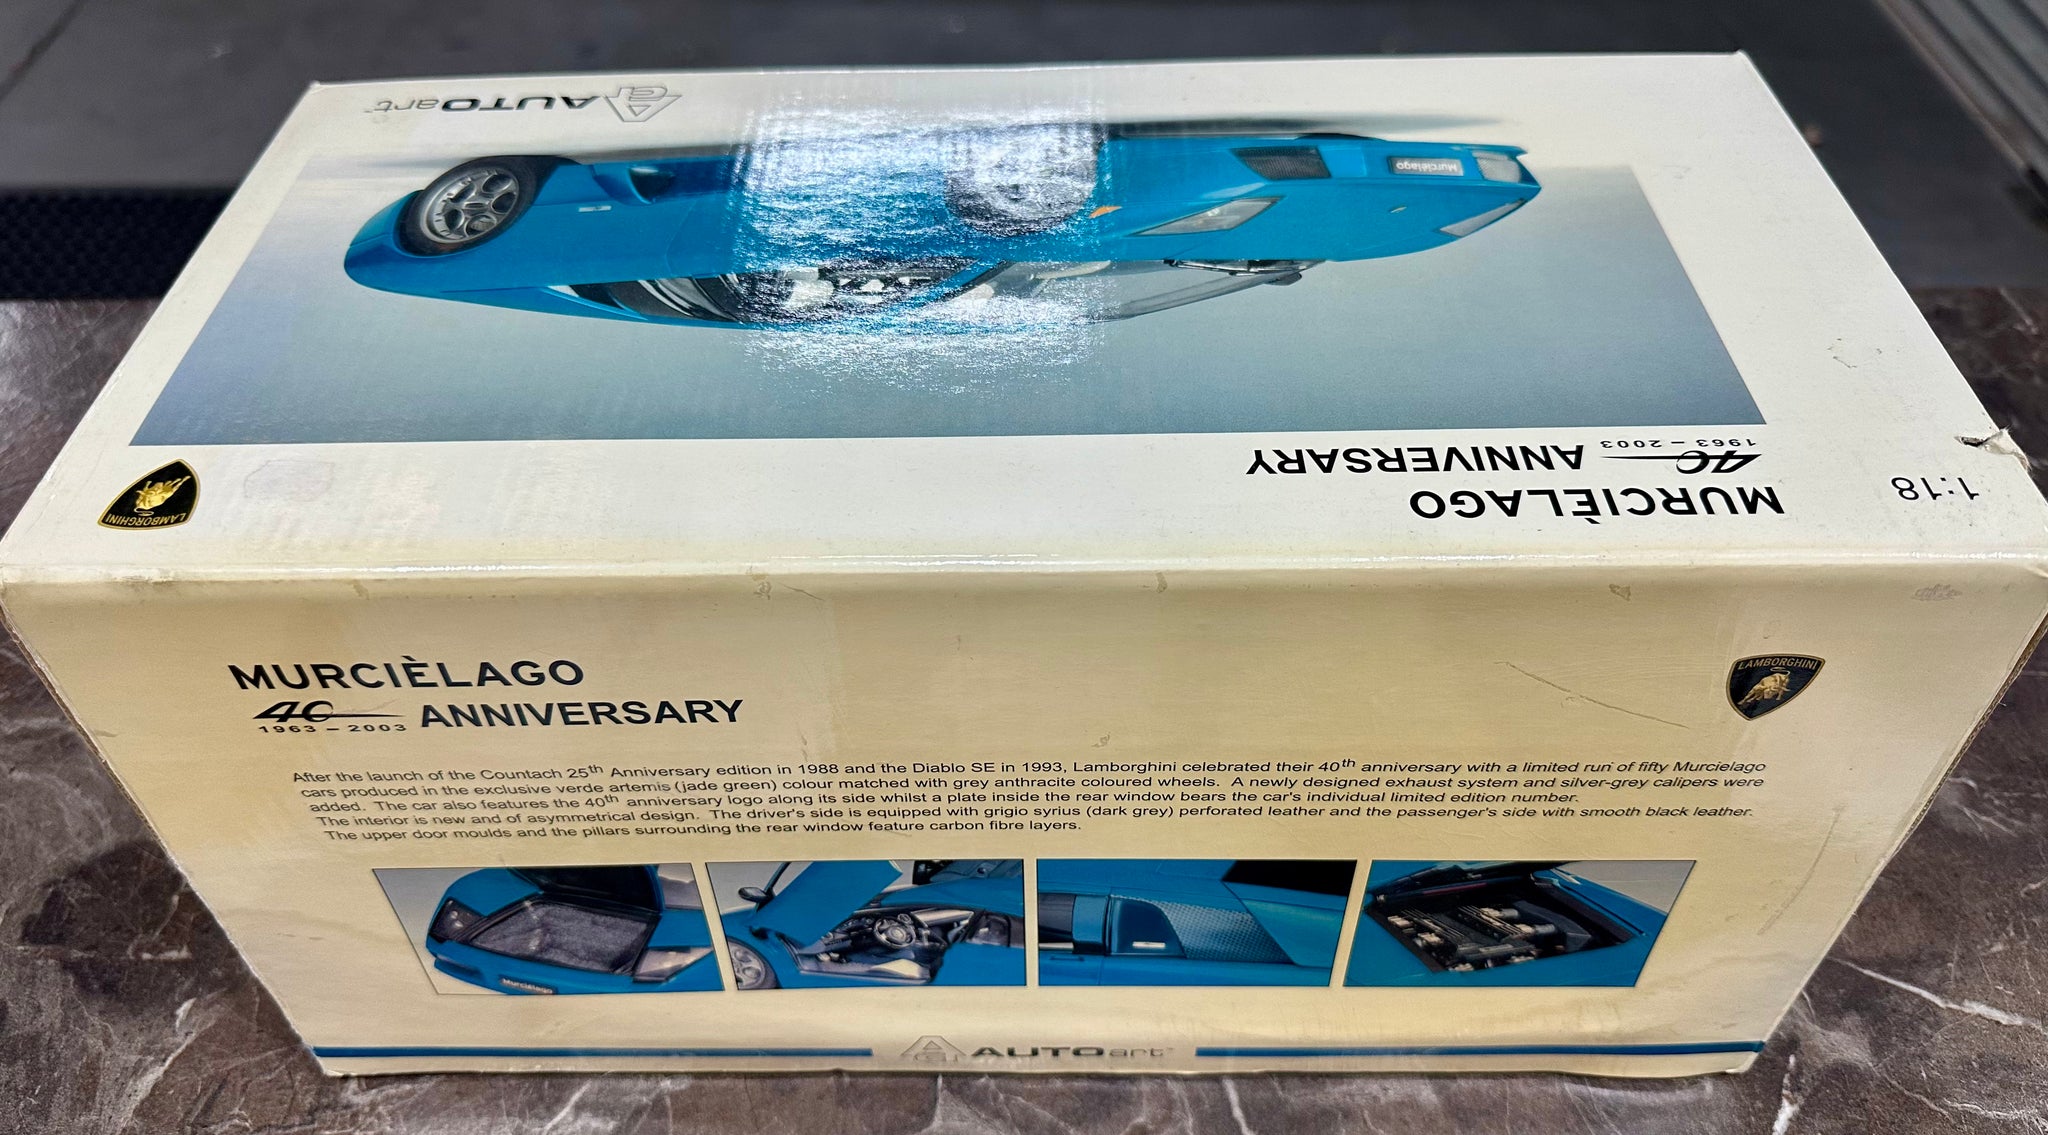 AUTOart
Murcièlago
1963 – 2003
40 ANNIVERSARY
MURCIÈLAGO
1:18
LAMBORGHINI
MURCIÈLAGO
40 ANNIVERSARY
1963 – 2003
LAMBORGHINI
After the launch of the Countach 25th Anniversary edition in 1988 and the Diablo SE in 1993, Lamborghini celebrated their 40th anniversary with a limited run of fifty Murcielago
cars produced in the exclusive verde artemis (jade green) colour matched with grey anthracite coloured wheels. A newly designed exhaust system and silver-grey calipers were
added. The car also features the 40th anniversary logo along its side whilst a plate inside the rear window bears the car's individual limited edition number.
The interior is new and of asymmetrical design. The driver's side is equipped with grigio syrius (dark grey) perforated leather and the passenger's side with smooth black leather.
The upper door moulds and the pillars surrounding the rear window feature carbon fibre layers.
Murcièlago
AUTOart